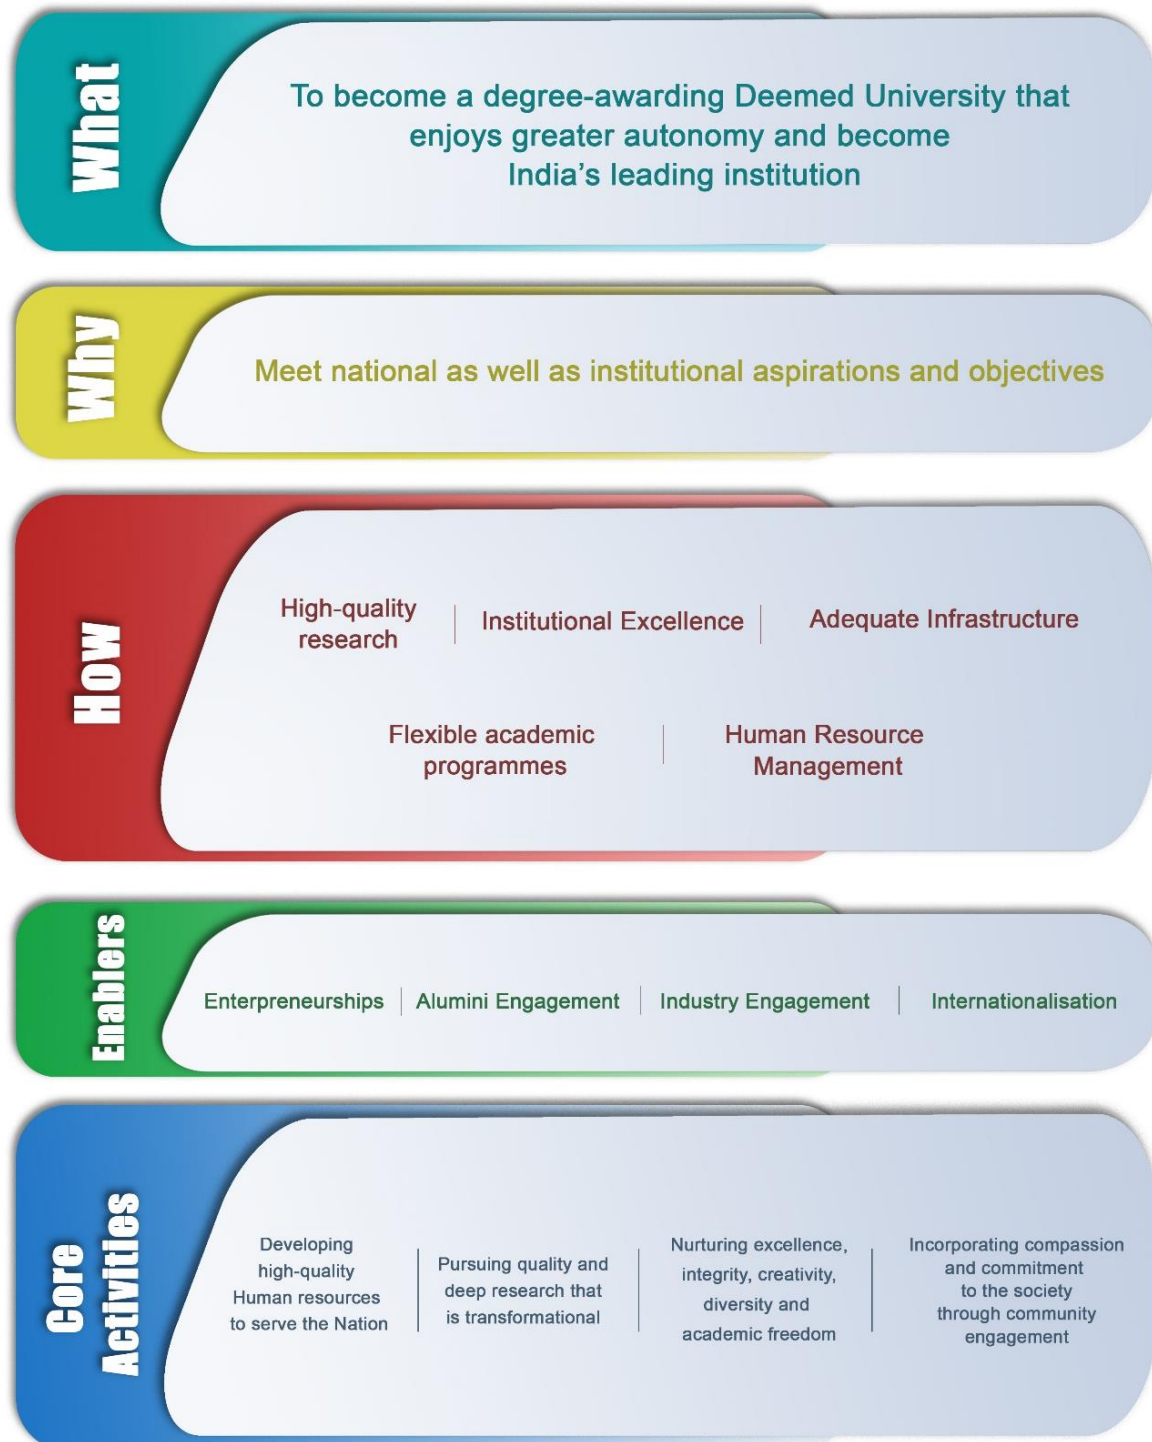 What
To become a degree-awarding Deemed University that
enjoys greater autonomy and become
India's leading institution
Why
Meet national as well as institutional aspirations and objectives
How
High-quality
research
Institutional Excellence
Adequate Infrastructure
Flexible academic
programmes
Human Resource
Management
Enablers
Enterpreneurships
Alumini Engagement
Industry Engagement
Internationalisation
Core
Activities
Developing
high-quality
Human resources
to serve the Nation
Pursuing quality and
deep research that
is transformational
Nurturing excellence,
integrity, creativity,
diversity and
academic freedom
Incorporating compassion
and commitment
to the society
through community
engagement